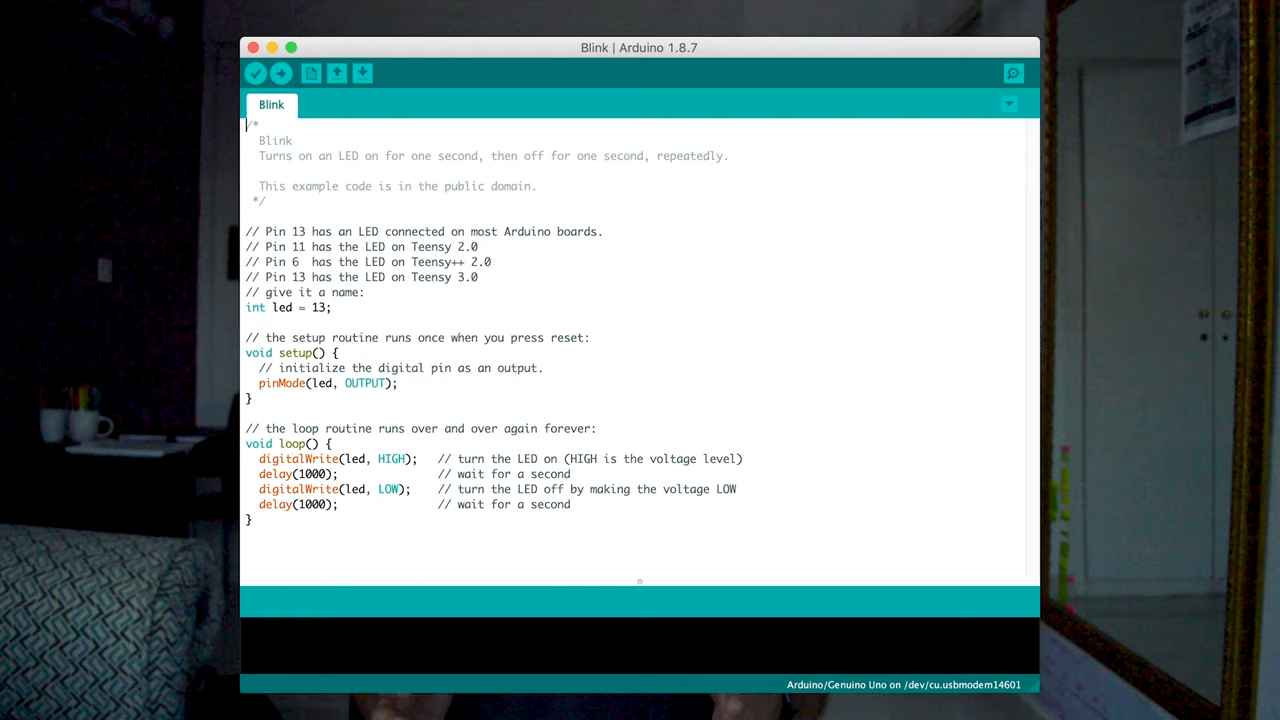 Blink | Arduino 1.8.7
Blink
/*
Blink
Turns on an LED on for one second, then off for one second, repeatedly.
This example code is in the public domain.
*/
// Pin 13 has an LED connected on most Arduino boards.
// Pin 11 has the LED on Teensy 2.0
// Pin 6  has the LED on Teensy++ 2.0
// Pin 13 has the LED on Teensy 3.0
// give it a name:
int led = 13;
// the setup routine runs once when you press reset:
void setup() {
// initialize the digital pin as an output.
pinMode(led, OUTPUT);
}
// the loop routine runs over and over again forever:
void loop() {
digitalWrite(led, HIGH);   // turn the LED on (HIGH is the voltage level)
delay(1000);               // wait for a second
digitalWrite(led, LOW);    // turn the LED off by making the voltage LOW
delay(1000);               // wait for a second
}
Arduino/Genuino Uno on /dev/cu.usbmodem14601